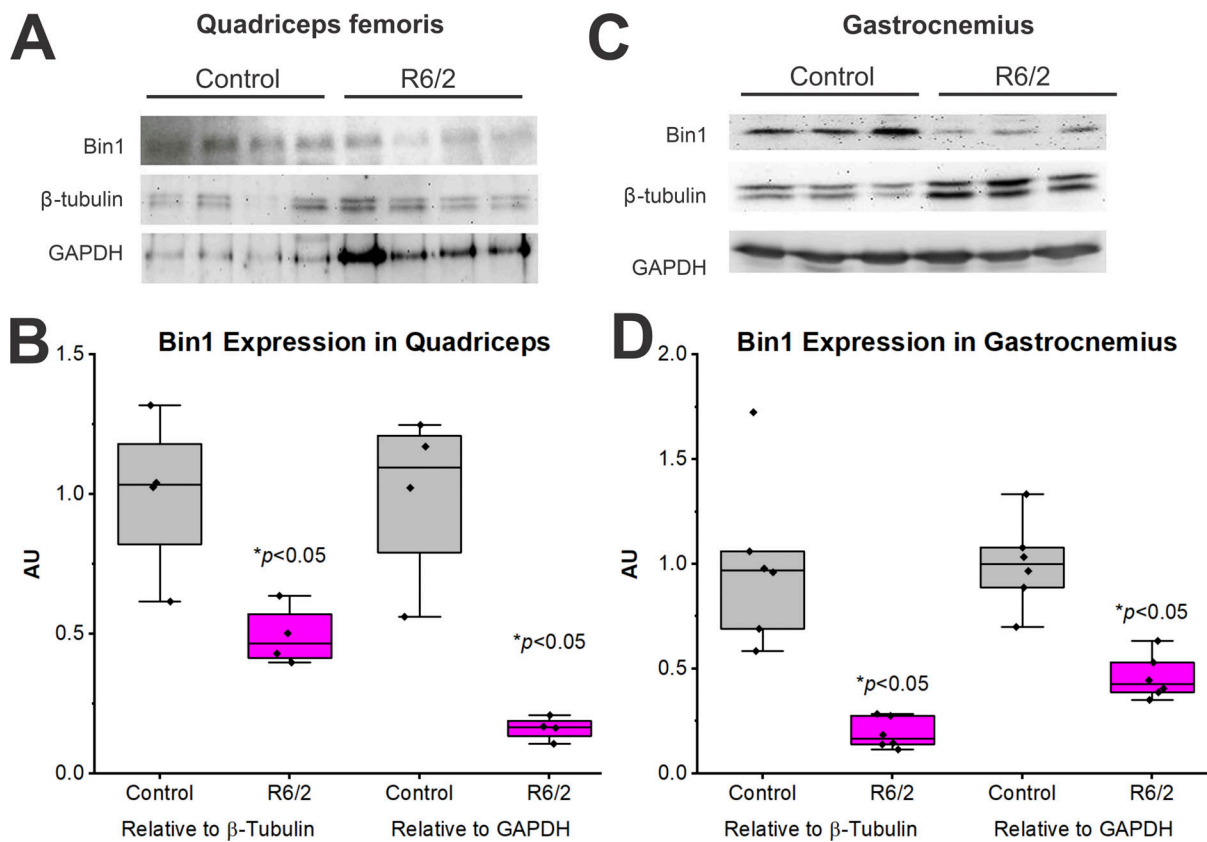 A
Quadriceps femoris
Control
R6/2
Bin1
β-tubulin
GAPDH
C
Gastrocnemius
Control
R6/2
Bin1
β-tubulin
GAPDH
B
Bin1 Expression in Quadriceps
1.5
1.0
0.5
0.0
AU
*p<0.05
*p<0.05
Control
R6/2
Control
R6/2
Relative to β-Tubulin
Relative to GAPDH
D
Bin1 Expression in Gastrocnemius
2.0
1.5
1.0
0.5
0.0
AU
*p<0.05
*p<0.05
Control
R6/2
Control
R6/2
Relative to β-Tubulin
Relative to GAPDH